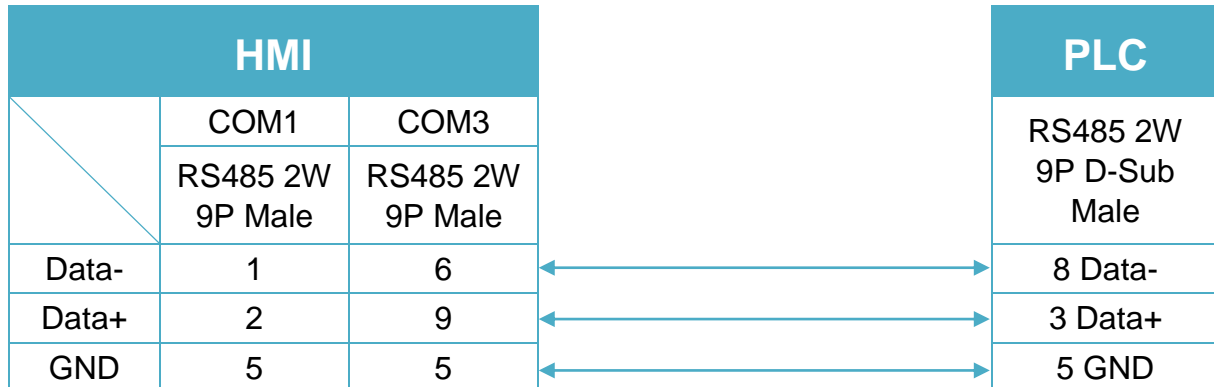 HMI
PLC
COM1 COM3
RS485 2W
9P Male
RS485 2W
9P Male
RS485 2W
9P D-Sub
Male
Data- 1 6 8 Data-
Data+ 2 9 3 Data+
GND 5 5 5 GND